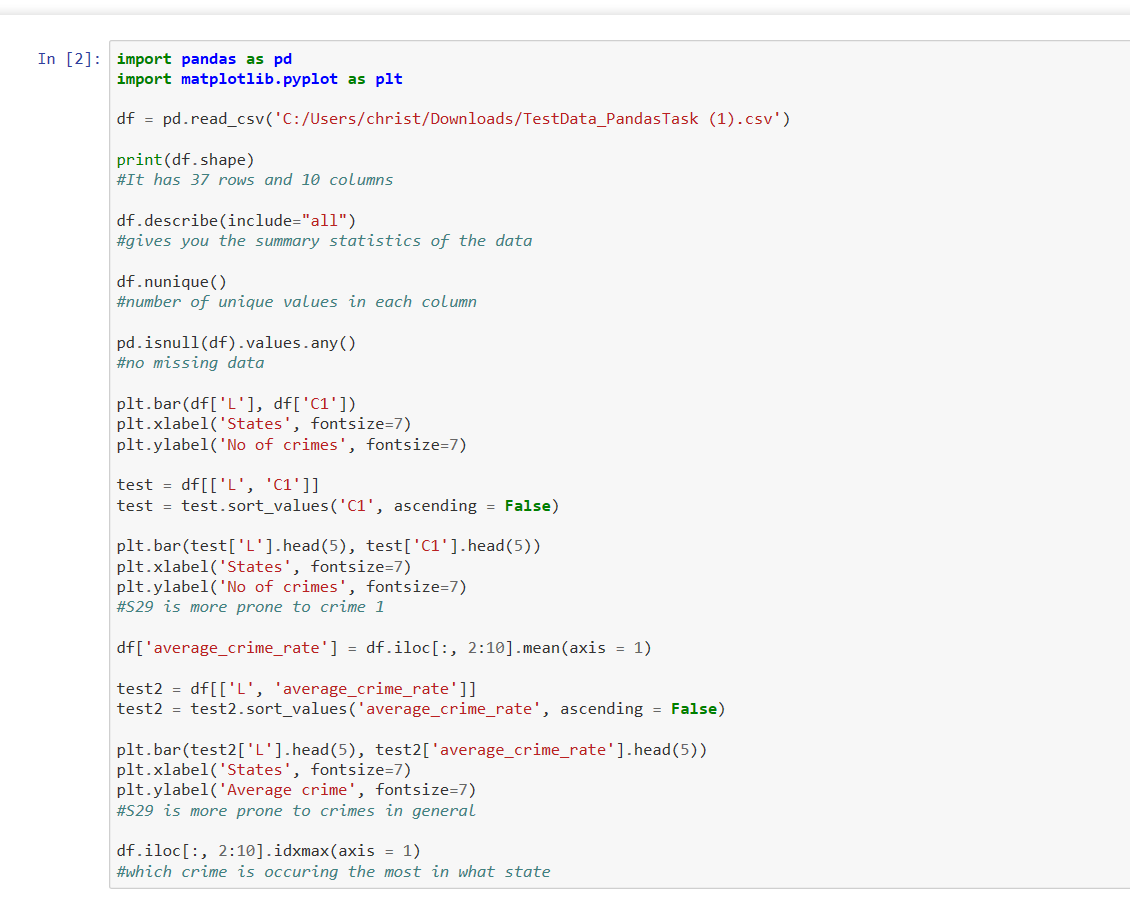 In [2]:
import pandas as pd
import matplotlib.pyplot as plt
df = pd.read_csv('C:/Users/christ/Downloads/TestData_PandasTask (1).csv')
print(df.shape)
#It has 37 rows and 10 columns
df.describe(include="all")
#gives you the summary statistics of the data
df.nunique()
#number of unique values in each column
pd.isnull(df).values.any()
#no missing data
plt.bar(df['L'], df['C1'])
plt.xlabel('States', fontsize=7)
plt.ylabel('No of crimes', fontsize=7)
test = df[['L', 'C1']]
test = test.sort_values('C1', ascending = False)
plt.bar(test['L'].head(5), test['C1'].head(5))
plt.xlabel('States', fontsize=7)
plt.ylabel('No of crimes', fontsize=7)
#S29 is more prone to crime 1
df['average_crime_rate'] = df.iloc[:, 2:10].mean(axis = 1)
test2 = df[['L', 'average_crime_rate']]
test2 = test2.sort_values('average_crime_rate', ascending = False)
plt.bar(test2['L'].head(5), test2['average_crime_rate'].head(5))
plt.xlabel('States', fontsize=7)
plt.ylabel('Average crime', fontsize=7)
#S29 is more prone to crimes in general
df.iloc[:, 2:10].idxmax(axis = 1)
#which crime is occuring the most in what state